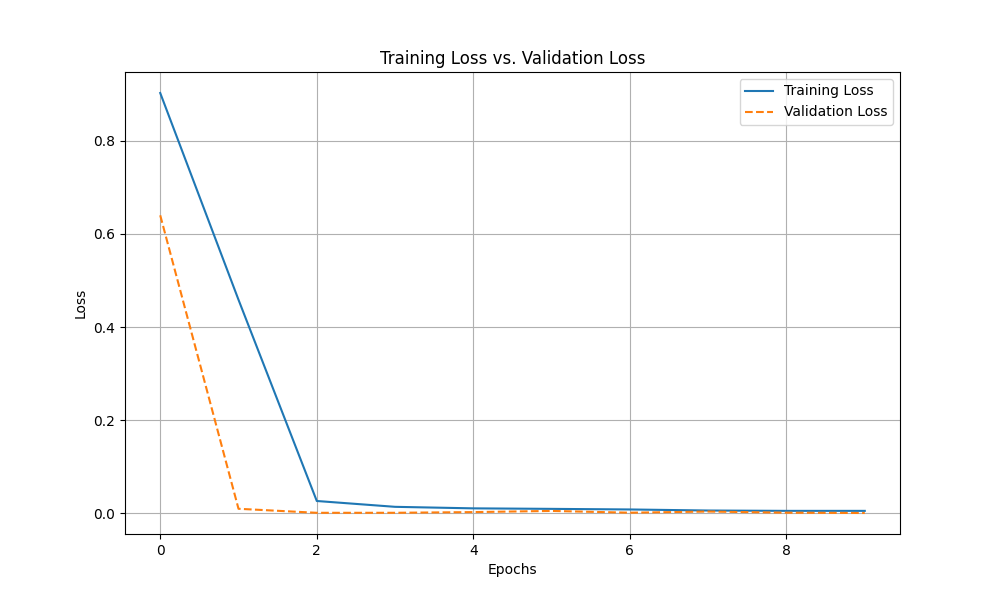 Training Loss vs. Validation Loss
Training Loss
Validation Loss
0.8
0.6
0.4
0.2
0.0
Loss
0 2 4 6 8
Epochs